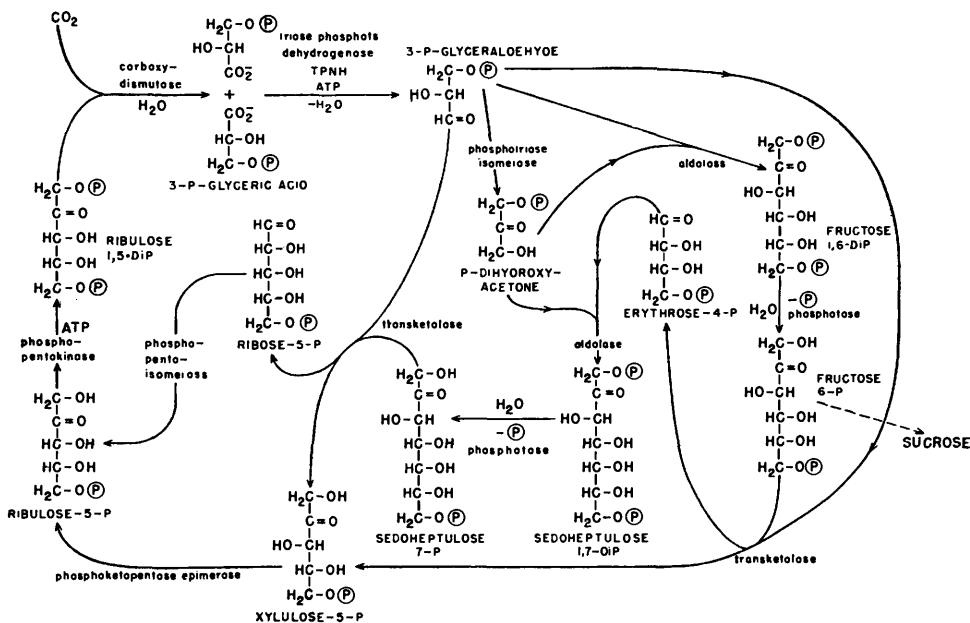 CO₂
carboxy-
dismutase
H₂O
H₂C-O Ⓟ
HO-CH
CO₂⁻
+
CO₂⁻
HC-OH
H₂C-O Ⓟ
3-P-GLYCERIC ACID
triose phosphate
dehydrogenase
TPNH
ATP
-H₂O
3-P-GLYCERALDEHYDE
H₂C-O Ⓟ
HO-CH
HC=O
phosphotriose
isomerase
aldolase
H₂C-O Ⓟ
C=O
H₂C-OH
P-DIHYDROXY-
ACETONE
HC=O
HC-OH
HC-OH
H₂C-O Ⓟ
ERYTHROSE-4-P
H₂C-O Ⓟ
C=O
HO-CH
HC-OH
HC-OH
H₂C-O Ⓟ
FRUCTOSE
1,6-DiP
H₂O
-Ⓟ
phosphatase
H₂C-OH
C=O
HO-CH
HC-OH
HC-OH
H₂C-O Ⓟ
FRUCTOSE
6-P
SUCROSE
H₂C-O Ⓟ
C=O
HC-OH
HC-OH
H₂C-O Ⓟ
RIBULOSE
1,5-DiP
ATP
phospho-
pentokinase
H₂C-OH
C=O
HC-OH
HC-OH
H₂C-O Ⓟ
RIBULOSE-5-P
phospho-
pento-
isomerase
HC=O
HC-OH
HC-OH
HC-OH
H₂C-O Ⓟ
RIBOSE-5-P
transketolase
H₂C-OH
C=O
HO-CH
HC-OH
HC-OH
HC-OH
H₂C-O Ⓟ
SEDOHEPTULOSE
7-P
H₂O
-Ⓟ
phosphatase
aldolase
H₂C-O Ⓟ
C=O
HO-CH
HC-OH
HC-OH
HC-OH
H₂C-O Ⓟ
SEDOHEPTULOSE
1,7-DiP
transketolase
H₂C-OH
C=O
HO-CH
HC-OH
H₂C-O Ⓟ
XYLULOSE-5-P
phosphoketopentose epimerase